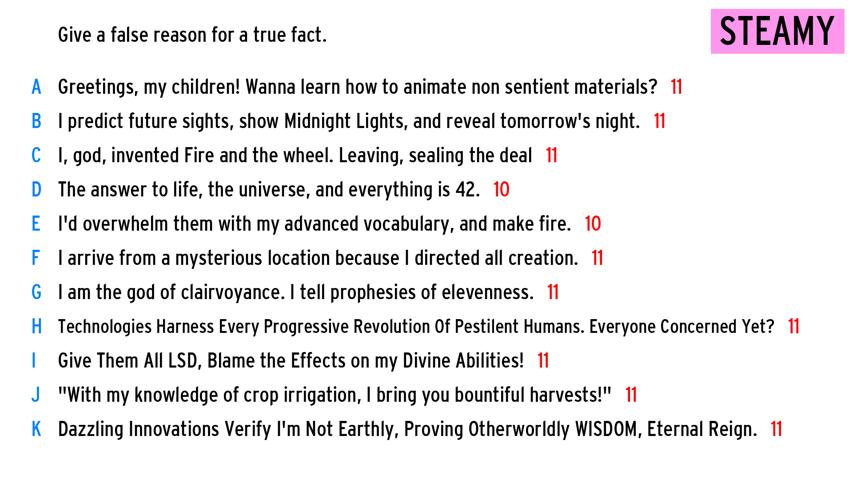 Give a false reason for a true fact.
STEAMY
A Greetings, my children! Wanna learn how to animate non sentient materials? 11
B I predict future sights, show Midnight Lights, and reveal tomorrow's night. 11
C I, god, invented Fire and the wheel. Leaving, sealing the deal 11
D The answer to life, the universe, and everything is 42. 10
E I'd overwhelm them with my advanced vocabulary, and make fire. 10
F I arrive from a mysterious location because I directed all creation. 11
G I am the god of clairvoyance. I tell prophesies of elevenness. 11
H Technologies Harness Every Progressive Revolution Of Pestilent Humans. Everyone Concerned Yet? 11
I Give Them All LSD, Blame the Effects on my Divine Abilities! 11
J "With my knowledge of crop irrigation, I bring you bountiful harvests!" 11
K Dazzling Innovations Verify I'm Not Earthly, Proving Otherworldly WISDOM, Eternal Reign. 11